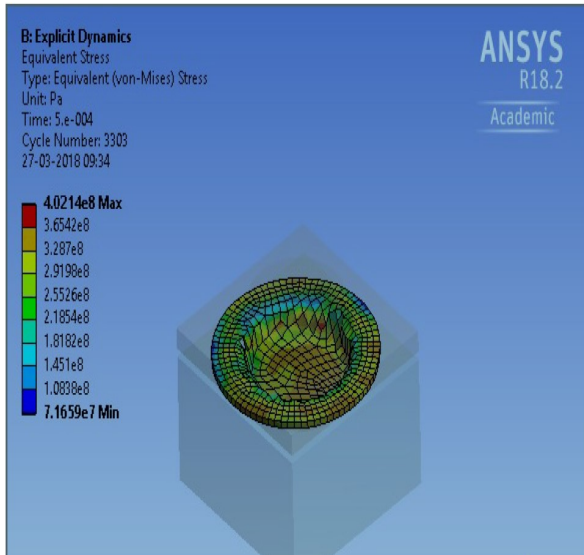 B: Explicit Dynamics
Equivalent Stress
Type: Equivalent (von-Mises) Stress
Unit: Pa
Time: 5.e-004
Cycle Number: 3303
27-03-2018 09:34
ANSYS
R18.2
Academic
4.0214e8 Max
3.6542e8
3.287e8
2.9198e8
2.5526e8
2.1854e8
1.8182e8
1.451e8
1.0838e8
7.1659e7 Min